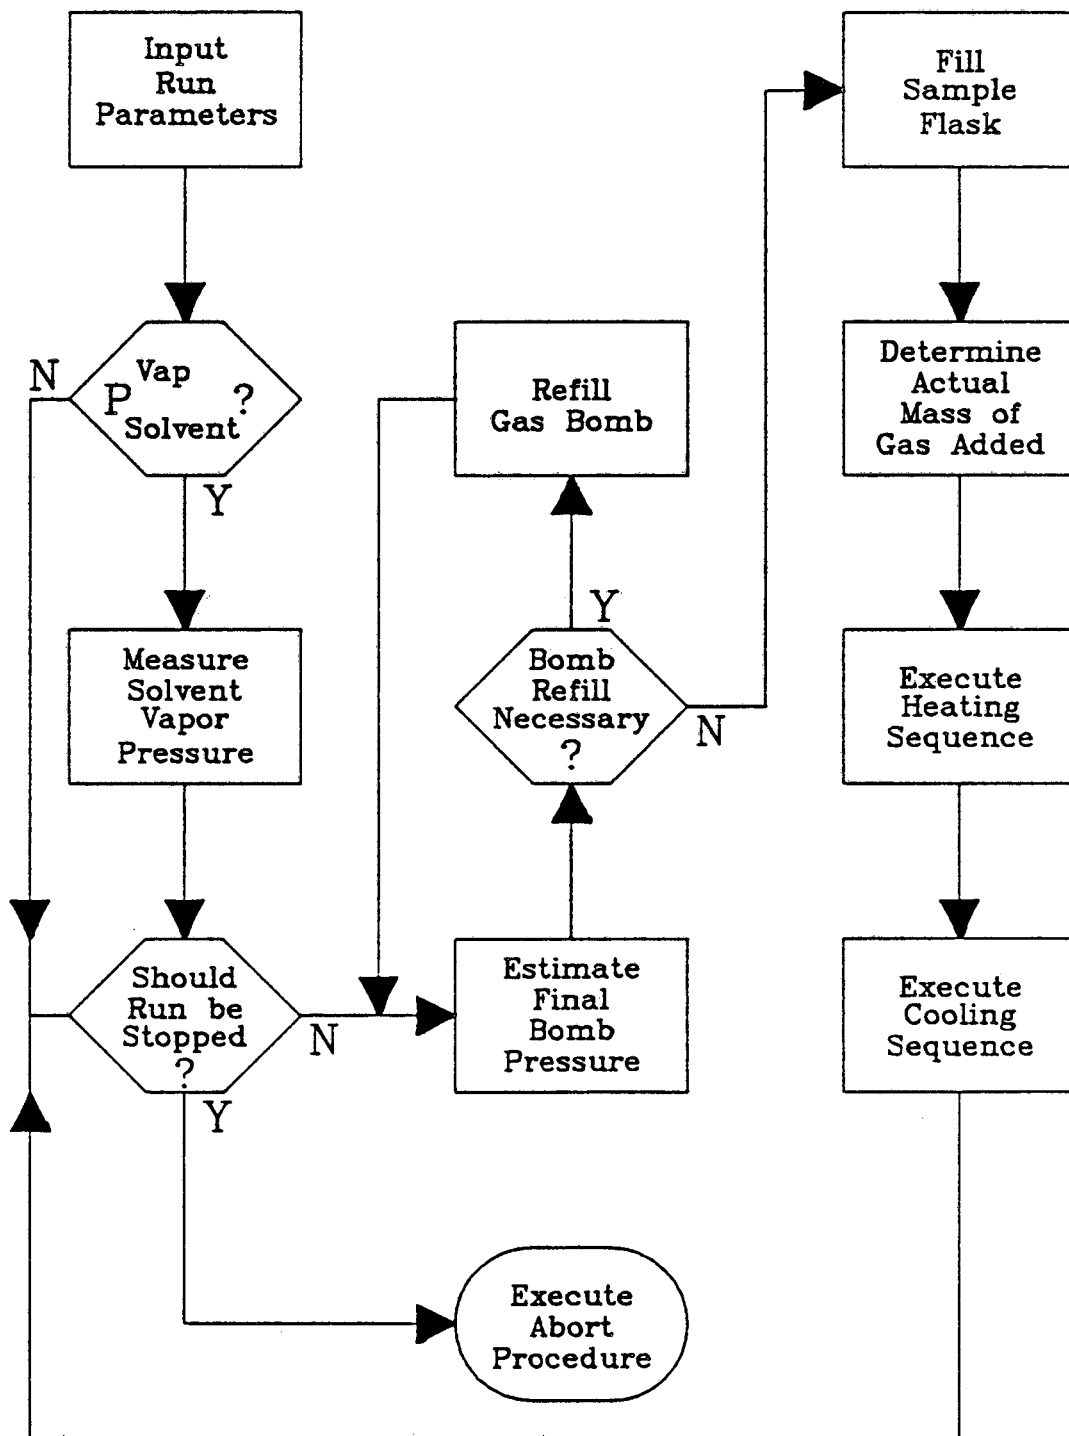 Input
Run
Parameters
N
Vap
P ?
Solvent
Y
Measure
Solvent
Vapor
Pressure
Should
Run be
Stopped
?
N
Y
Refill
Gas Bomb
Y
Bomb
Refill
Necessary
?
N
Estimate
Final
Bomb
Pressure
Execute
Abort
Procedure
Fill
Sample
Flask
Determine
Actual
Mass of
Gas Added
Execute
Heating
Sequence
Execute
Cooling
Sequence